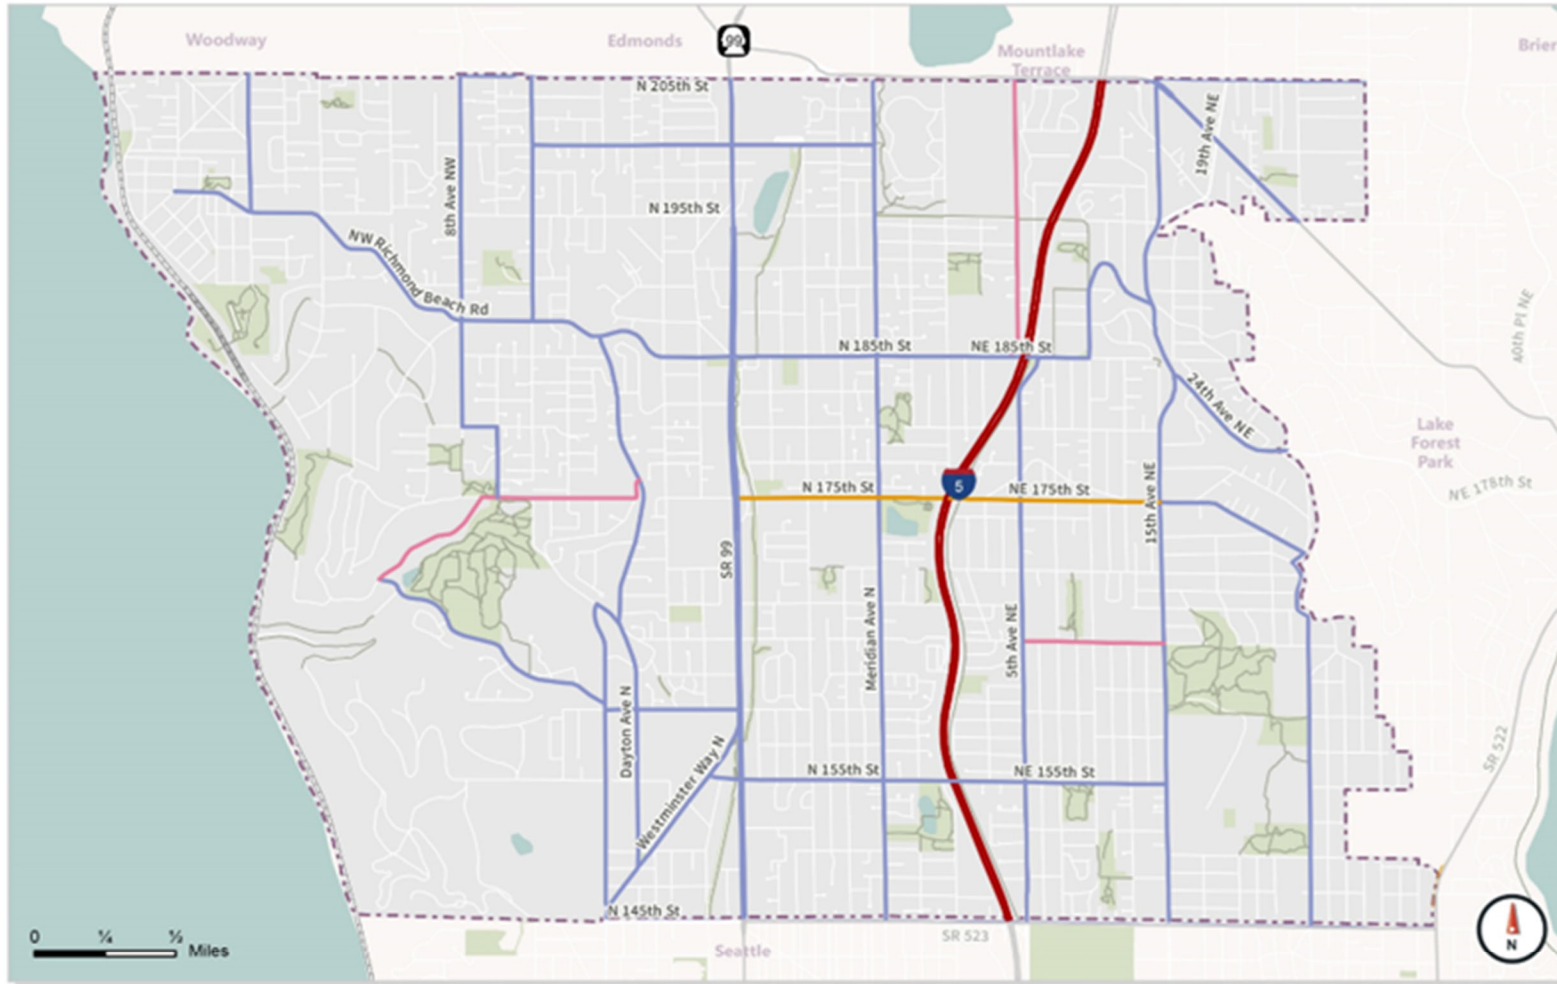 Woodway
Edmonds
99
Mountlake
Terrace
Brier
N 205th St
19th Ave NE
8th Ave NW
N 195th St
NW Richmond Beach Rd
40th Pl NE
N 185th St
NE 185th St
24th Ave NE
Lake
Forest
Park
N 175th St
5
NE 175th St
NE 178th St
15th Ave NE
SR 99
Meridian Ave N
5th Ave NE
Dayton Ave N
Westminster Way N
SR 522
N 155th St
NE 155th St
N 145th St
SR 523
Seattle
0 ¼ ½ Miles
N